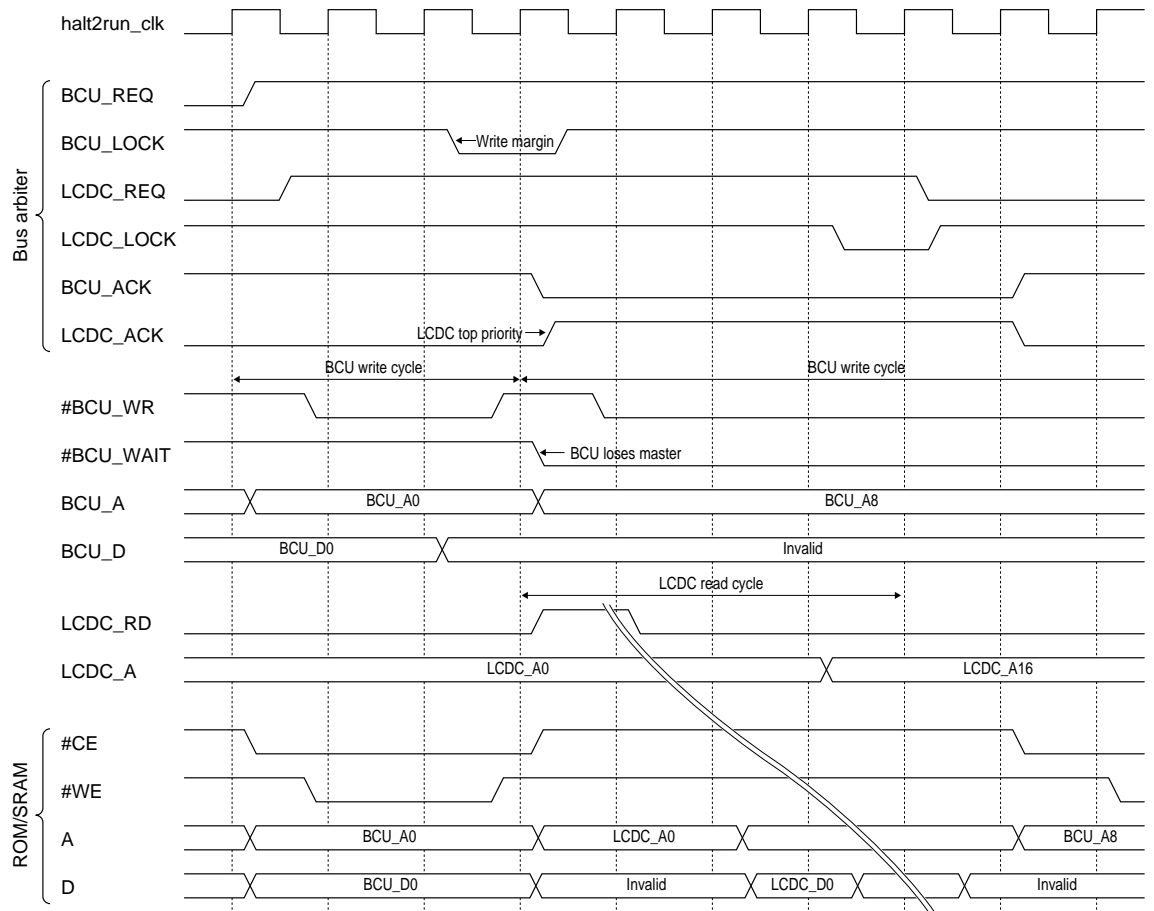 halt2run_clk
Bus arbiter
BCU_REQ
BCU_LOCK
Write margin
LCDC_REQ
LCDC_LOCK
BCU_ACK
LCDC_ACK
LCDC top priority
BCU write cycle
BCU write cycle
#BCU_WR
#BCU_WAIT
BCU loses master
BCU_A
BCU_A0
BCU_A8
BCU_D
BCU_D0
Invalid
LCDC read cycle
LCDC_RD
LCDC_A
LCDC_A0
LCDC_A16
ROM/SRAM
#CE
#WE
A
BCU_A0
LCDC_A0
BCU_A8
D
BCU_D0
Invalid
LCDC_D0
Invalid